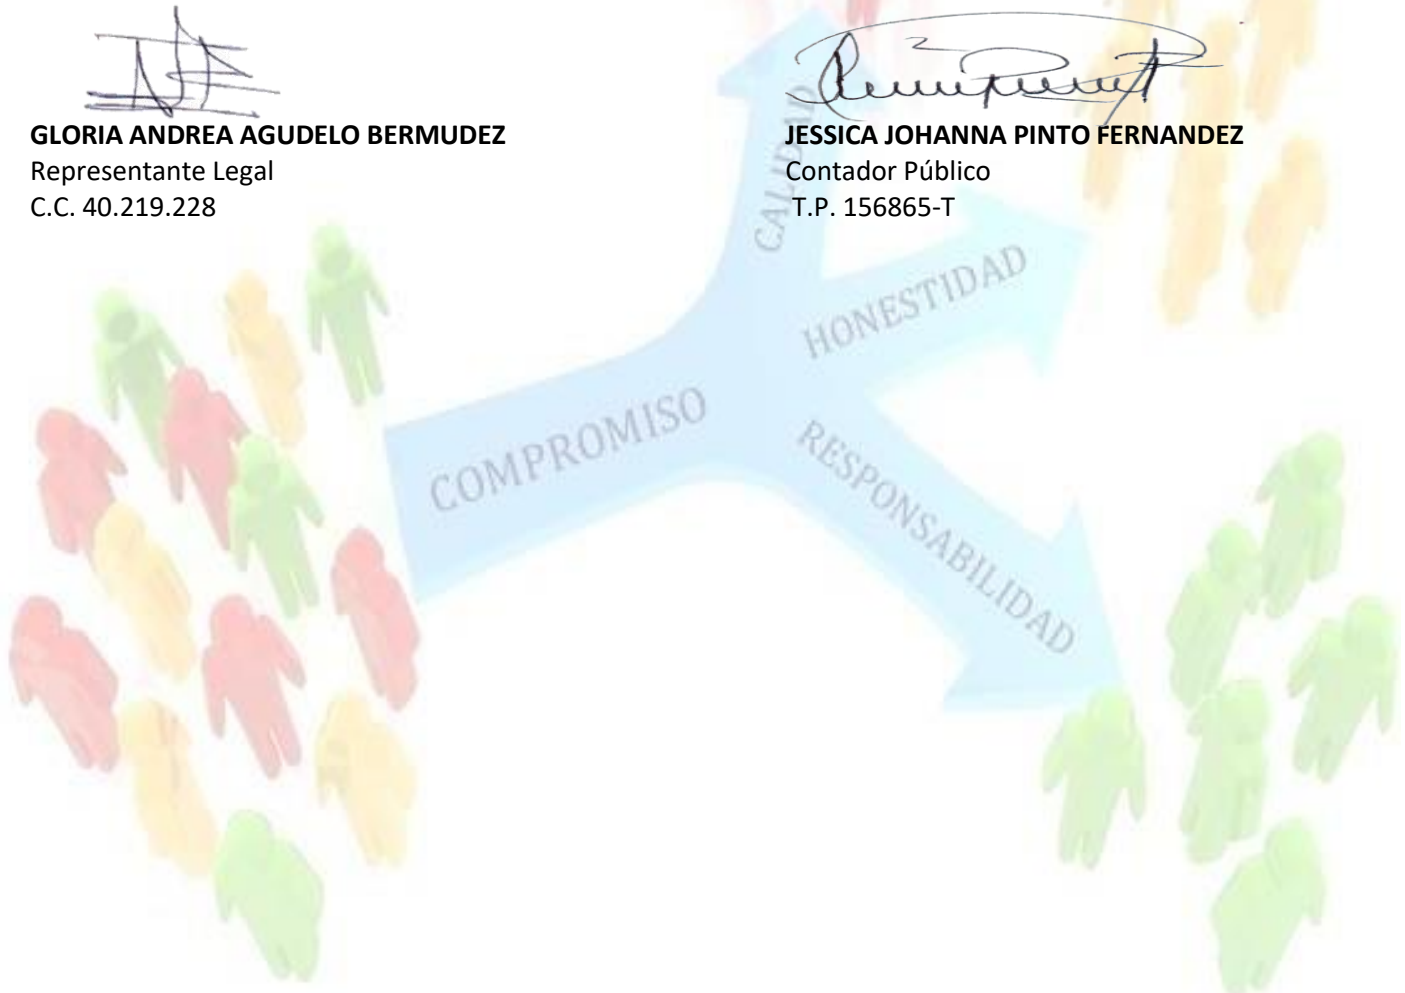 GLORIA ANDREA AGUDELO BERMUDEZ
Representante Legal
C.C. 40.219.228
JESSICA JOHANNA PINTO FERNANDEZ
Contador Público
T.P. 156865-T
CALIDAD
HONESTIDAD
COMPROMISO
RESPONSABILIDAD